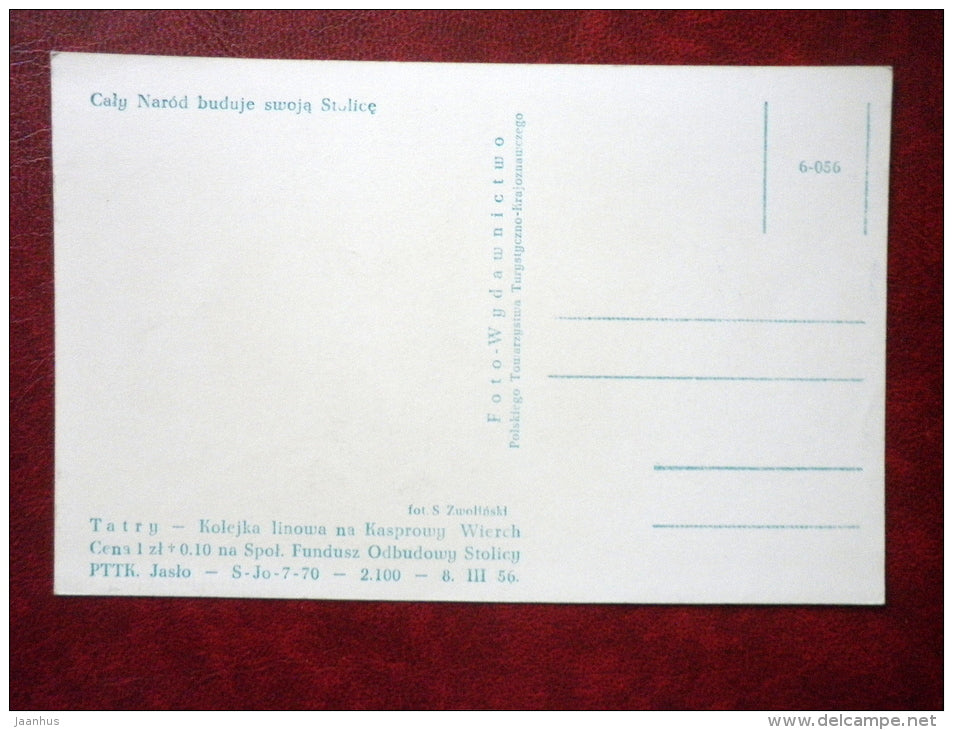 Cały Naród buduje swoją Stolicę
Foto-Wydawnictwo
Polskiego Towarzystwa Turystyczno-Krajoznawczego
6-056
fot. S Zwoliński
Tatry — Kolejka linowa na Kasprowy Wierch
Cena 1 zł + 0.10 na Społ. Fundusz Odbudowy Stolicy
PTTK. Jasło — S-Jo-7-70 — 2.100 — 8. III 56.
Jaanhus
www.delcampe.net